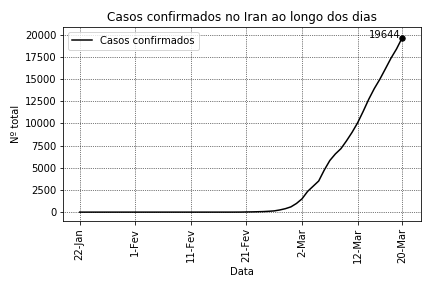 Casos confirmados no Iran ao longo dos dias
Casos confirmados
19644
20000
17500
15000
12500
10000
7500
5000
2500
0
Nº total
22-Jan
1-Fev
11-Fev
21-Fev
2-Mar
12-Mar
20-Mar
Data